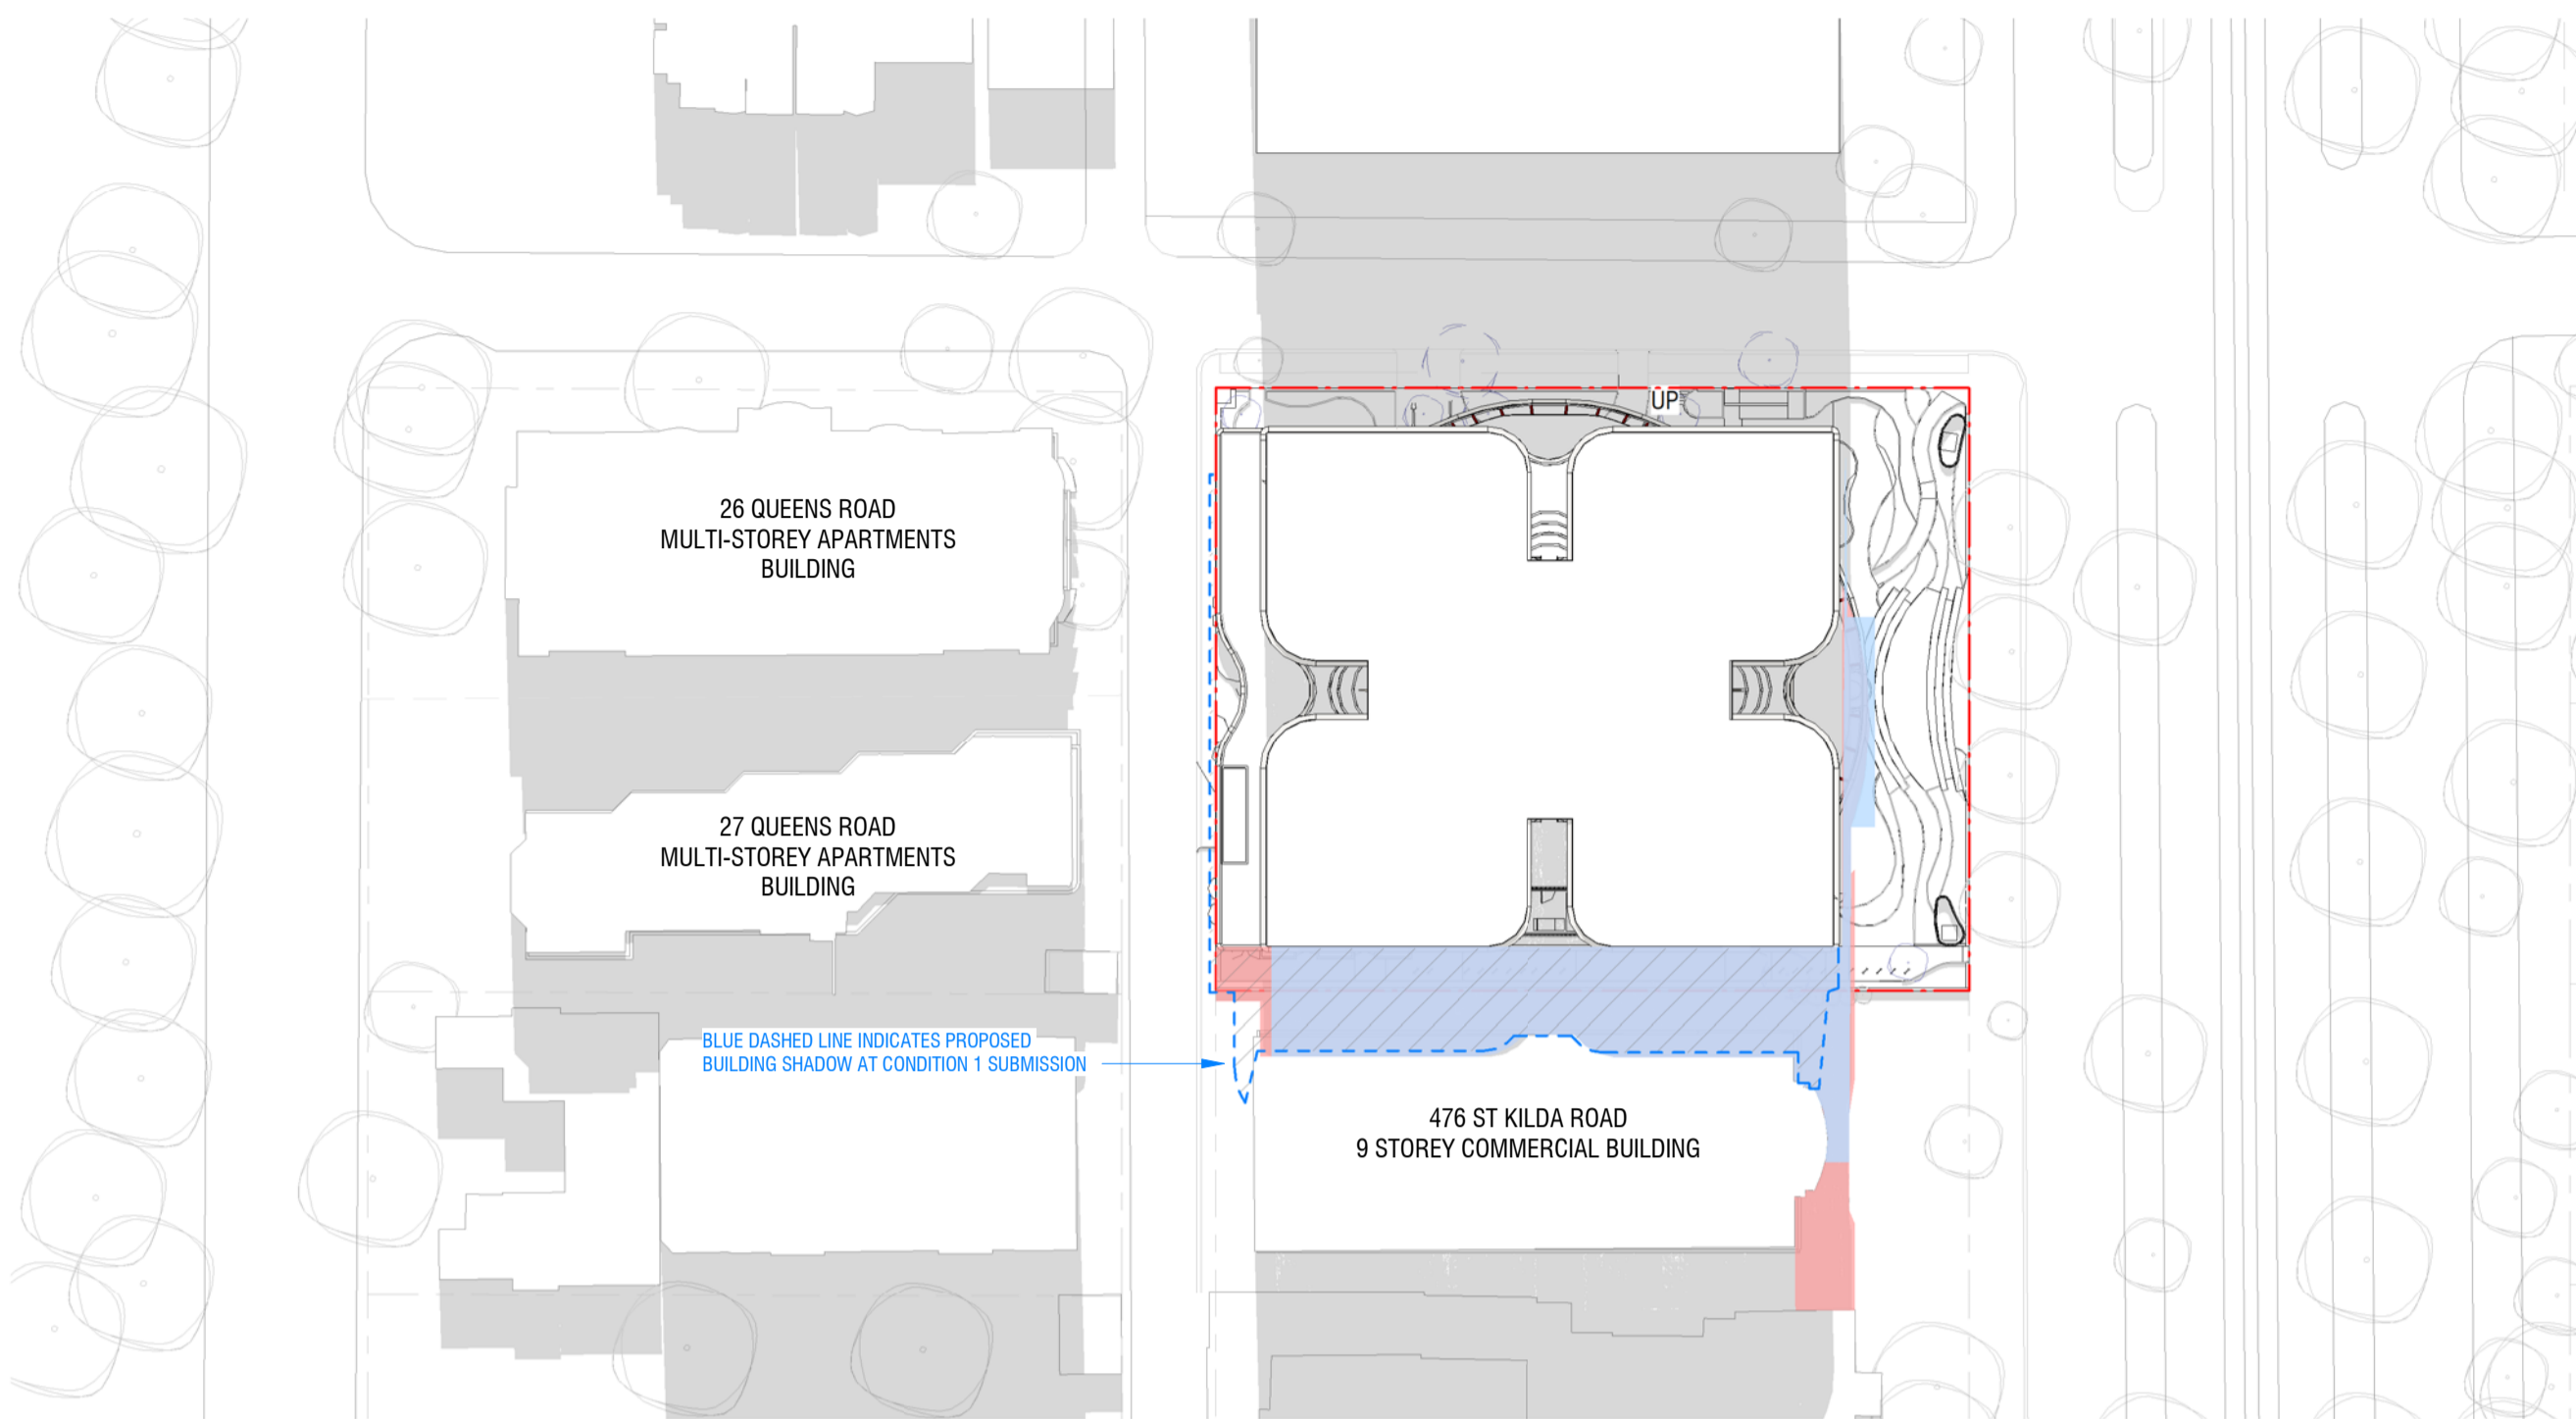 UP
26 QUEENS ROAD
MULTI-STOREY APARTMENTS
BUILDING
27 QUEENS ROAD
MULTI-STOREY APARTMENTS
BUILDING
BLUE DASHED LINE INDICATES PROPOSED
BUILDING SHADOW AT CONDITION 1 SUBMISSION
476 ST KILDA ROAD
9 STOREY COMMERCIAL BUILDING